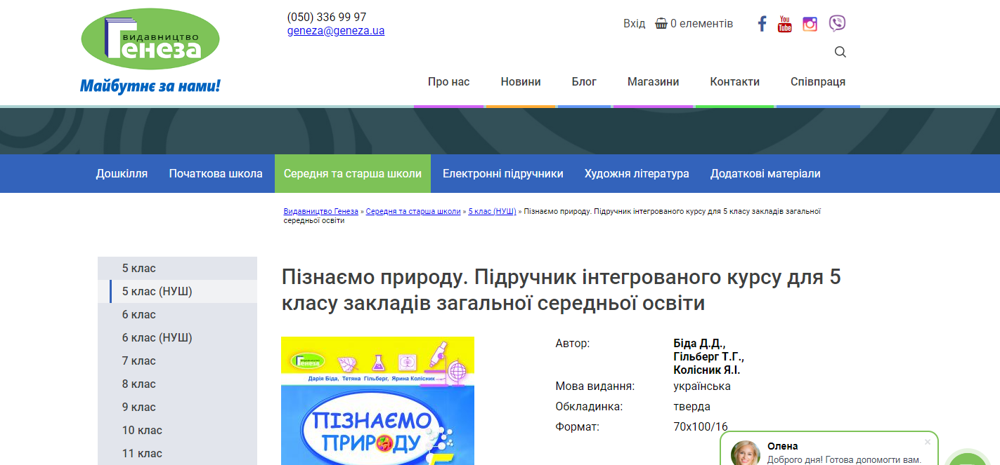 видавництво
Генеза
Майбутнє за нами!
(050) 336 99 97
geneza@geneza.ua
Вхід
0 елементів
You
Tube
Про нас
Новини
Блог
Магазини
Контакти
Співпраця
Дошкілля
Початкова школа
Середня та старша школи
Електронні підручники
Художня література
Додаткові матеріали
Видавництво Генеза » Середня та старша школи » 5 клас (НУШ) » Пізнаємо природу. Підручник інтегрованого курсу для 5 класу закладів загальної
середньої освіти
5 клас
5 клас (НУШ)
6 клас
6 клас (НУШ)
7 клас
8 клас
9 клас
10 клас
11 клас
Пізнаємо природу. Підручник інтегрованого курсу для 5
класу закладів загальної середньої освіти
видавництво
Генеза
Дарія Біда, Тетяна Гільберг, Ярина Колісник
ПІЗНАЄМО
ПРИРОДУ
Автор:
Біда Д.Д.,
Гільберг Т.Г.,
Колісник Я.І.
Мова видання:
українська
Обкладинка:
тверда
Формат:
70х100/16
Олена
Доброго дня! Готова допомогти вам.